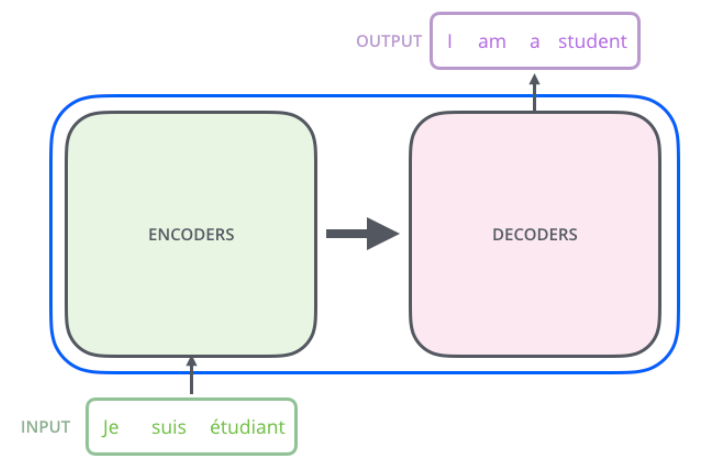 OUTPUT I am a student
ENCODERS DECODERS
INPUT Je suis étudiant